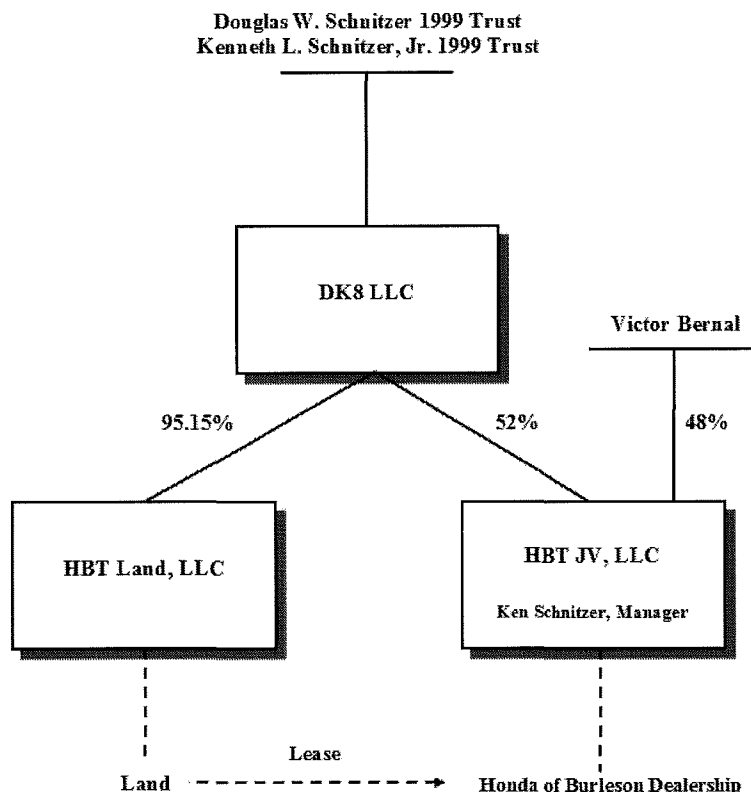 Douglas W. Schnitzer 1999 Trust
Kenneth L. Schnitzer, Jr. 1999 Trust
DK8 LLC
Victor Bernal
95.15%
52%
48%
HBT Land, LLC
HBT JV, LLC
Ken Schnitzer, Manager
Lease
Land
Honda of Burleson Dealership